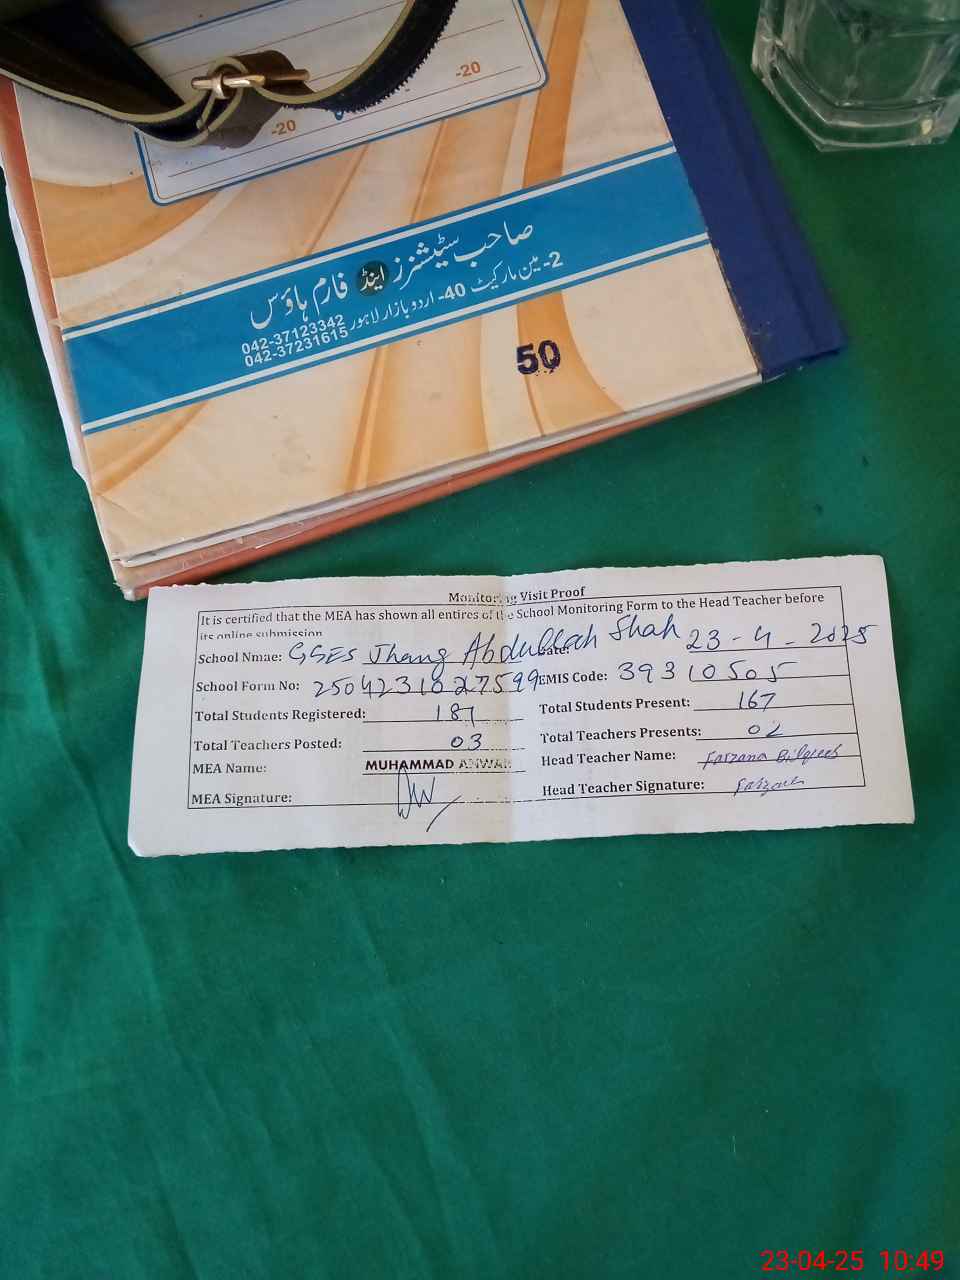 -20
-20
صاحب سٹیشنرز اینڈ فارم ہاؤس
2- مین مارکیٹ 40- اردو بازار لاہور
042-37123342
042-37231615
50
Monitoring Visit Proof
It is certified that the MEA has shown all entires of the School Monitoring Form to the Head Teacher before
its online submission
School Nmae: GGES Jhang Abdullah Shah Date: 23-4-2025
School Form No: 2504231027599 EMIS Code: 39310505
Total Students Registered: 187 Total Students Present: 167
Total Teachers Posted: 03 Total Teachers Presents: 02
MEA Name: MUHAMMAD ANWAR Head Teacher Name: Farzana Bilqees
MEA Signature: Head Teacher Signature: Farzana
23-04-25 10:49